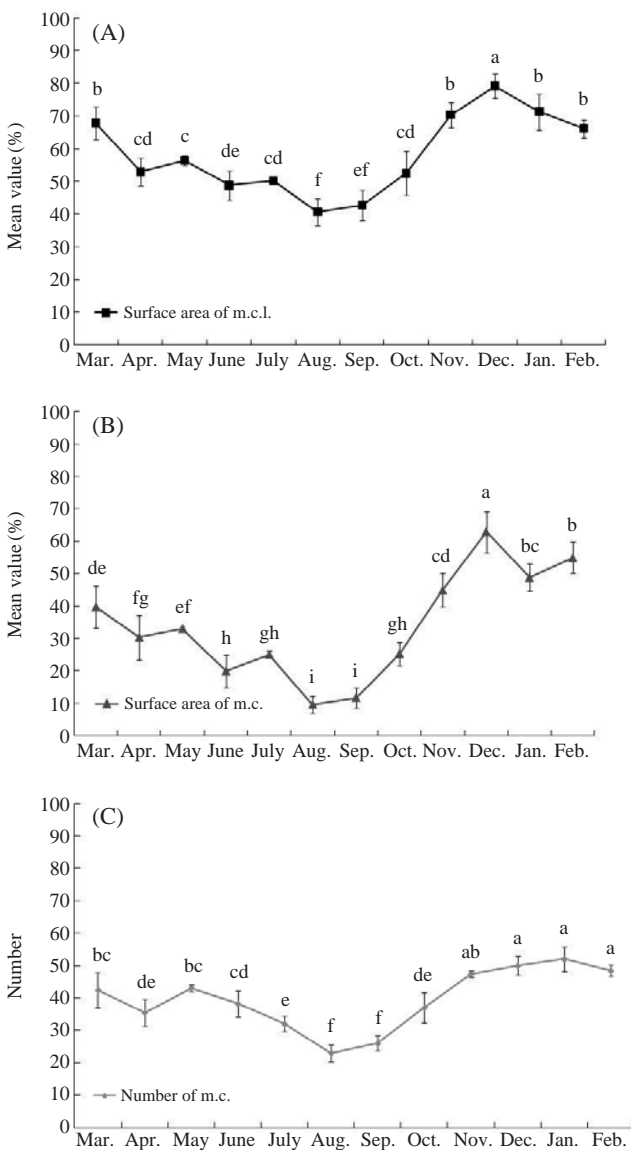 (A)
Mean value (%)
100
90
80
70
60
50
40
30
20
10
0
b
cd
c
de
cd
f
ef
cd
b
a
b
b
Surface area of m.c.l.
Mar. Apr. May June July Aug. Sep. Oct. Nov. Dec. Jan. Feb.
(B)
Mean value (%)
100
90
80
70
60
50
40
30
20
10
0
de
fg
ef
h
gh
i
i
gh
cd
a
bc
b
Surface area of m.c.
Mar. Apr. May June July Aug. Sep. Oct. Nov. Dec. Jan. Feb.
(C)
Number
100
90
80
70
60
50
40
30
20
10
0
bc
de
bc
cd
e
f
f
de
ab
a
a
a
Number of m.c.
Mar. Apr. May June July Aug. Sep. Oct. Nov. Dec. Jan. Feb.